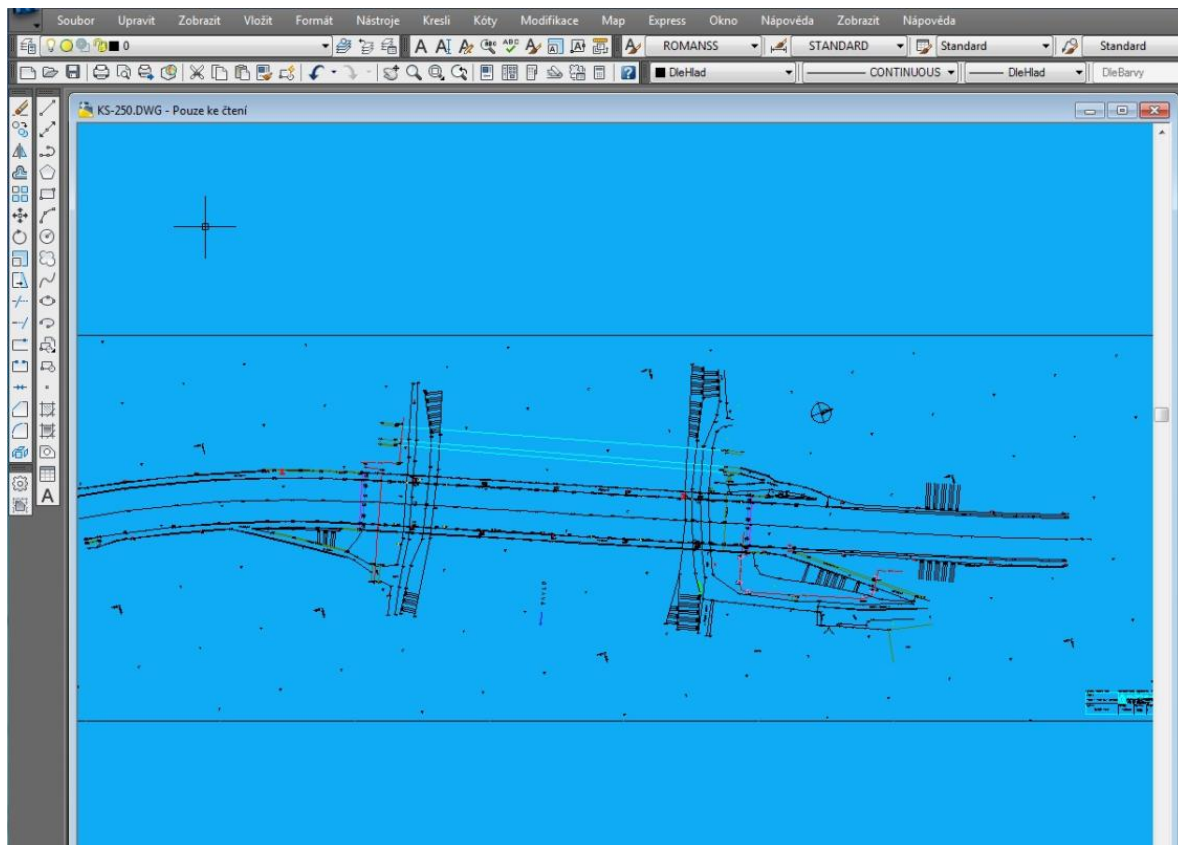 Soubor Upravit Zobrazit Vložit Formát Nástroje Kresli Kóty Modifikace Map Express Okno Nápověda Zobrazit Nápověda
0 ROMANSS STANDARD Standard Standard
DleHlad CONTINUOUS DleHlad DleBarvy
KS-250.DWG - Pouze ke čtení